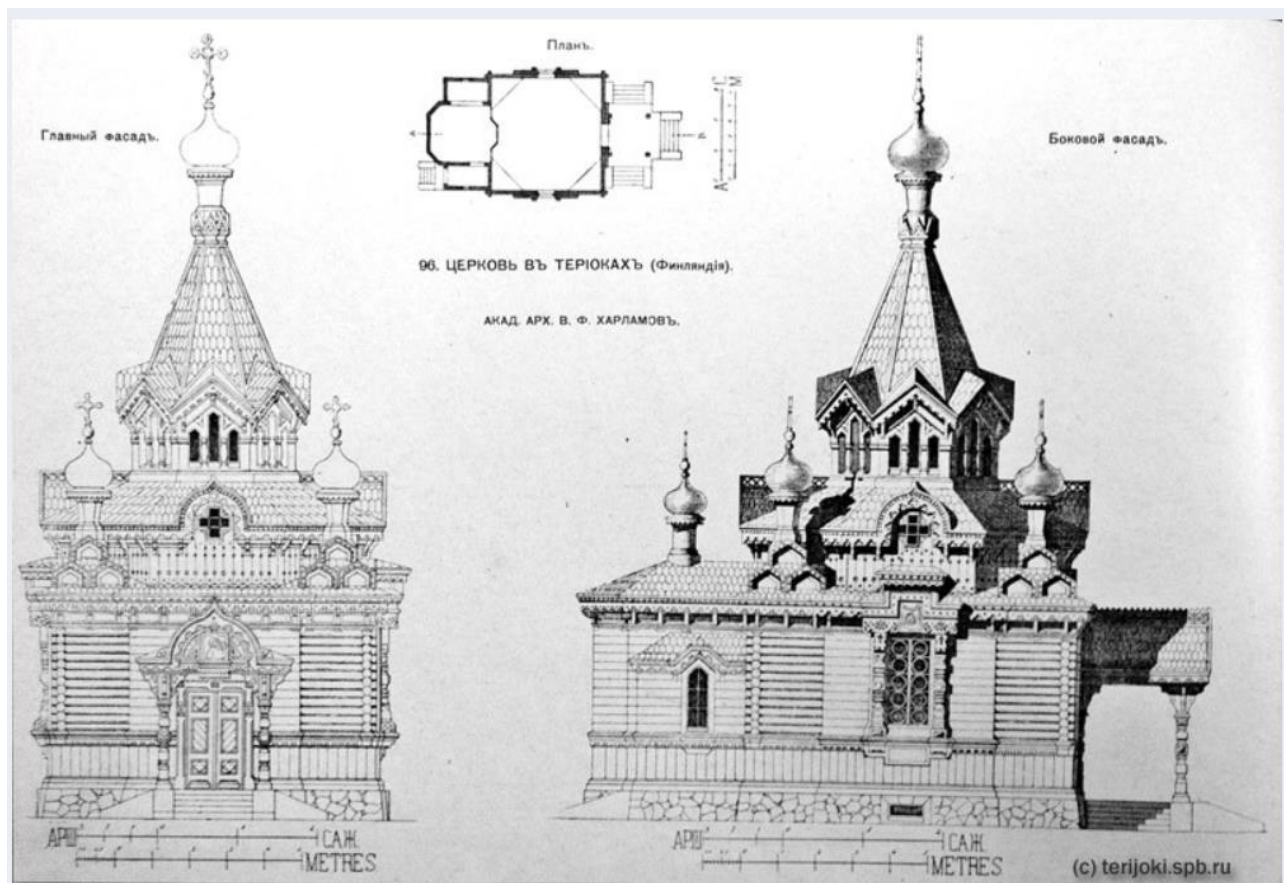 Планъ.
Главный фасадъ.
Боковой фасадъ.
96. ЦЕРКОВЬ ВЪ ТЕРІОКАХЪ (Финляндія).
АКАД. АРХ. В. Ф. ХАРЛАМОВЪ.
АРШ САЖ.
METRES
АРШ САЖ.
METRES
(c) terijoki.spb.ru